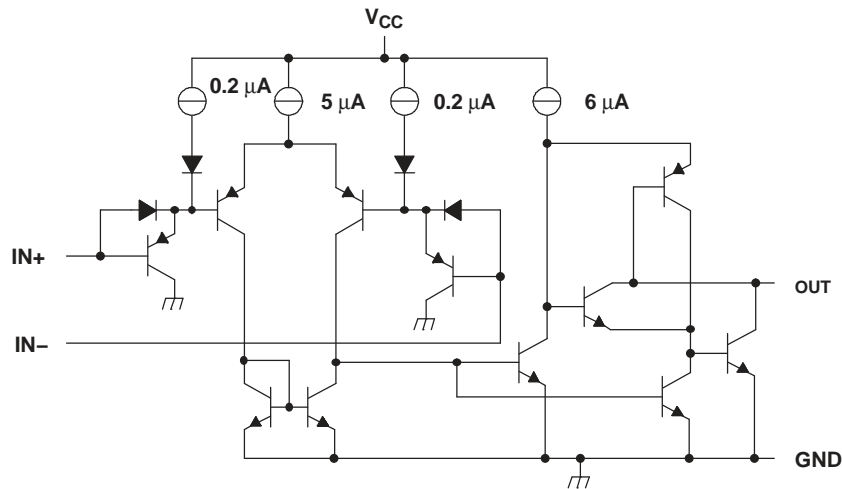 VCC
0.2 μA
5 μA
0.2 μA
6 μA
IN+
OUT
IN−
GND